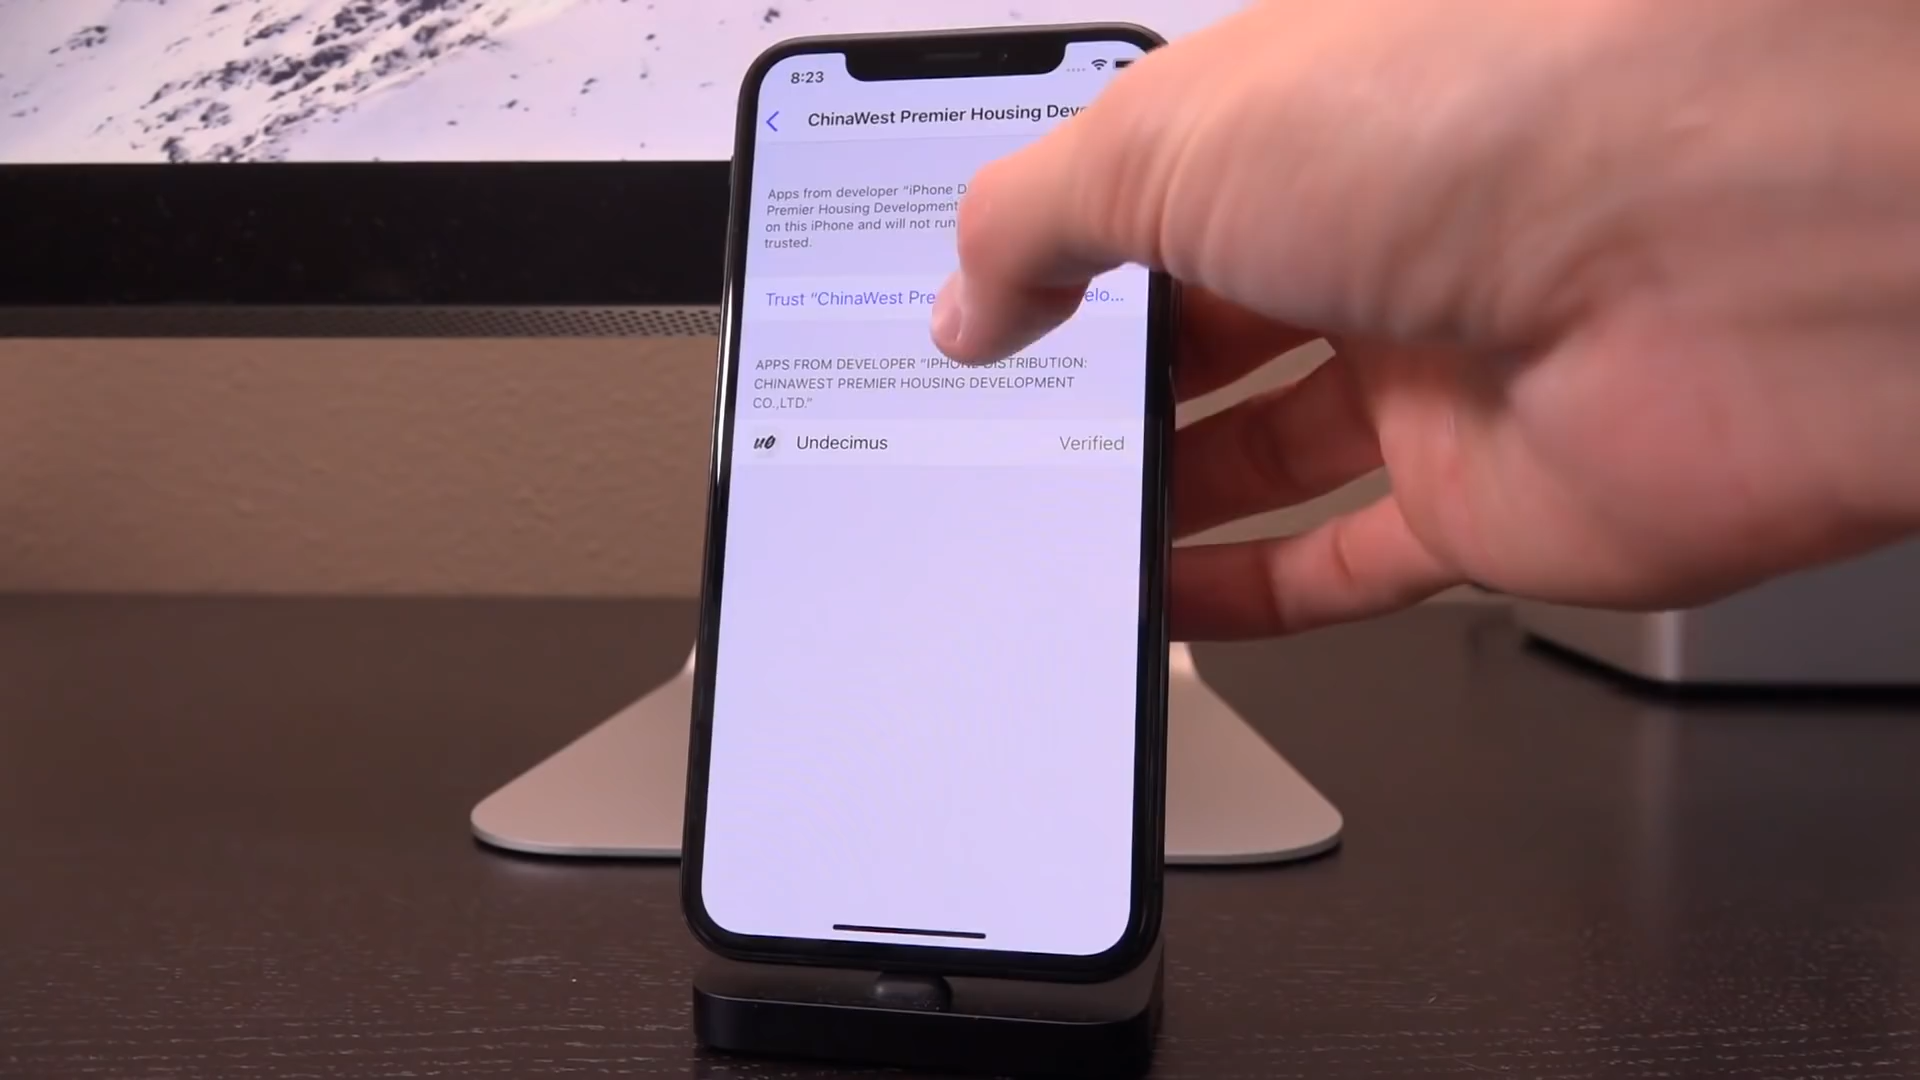 8:23
ChinaWest Premier Housing Dev
Apps from developer “iPhone D
Premier Housing Development
on this iPhone and will not run
trusted.
Trust “ChinaWest Pre elo...
APPS FROM DEVELOPER “IPHONE DISTRIBUTION:
CHINAWEST PREMIER HOUSING DEVELOPMENT
CO.,LTD.”
u0 Undecimus Verified